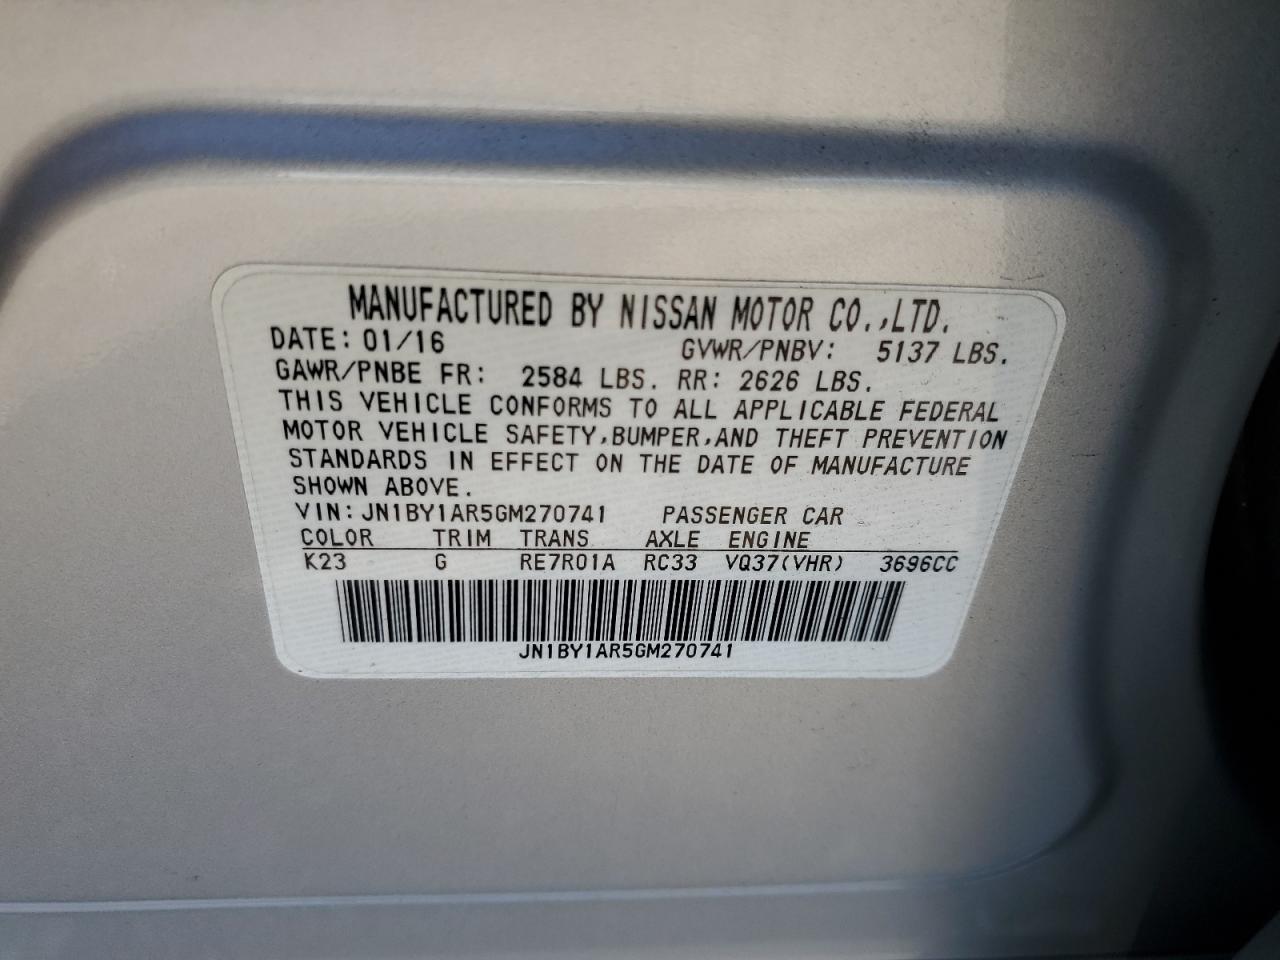 MANUFACTURED BY NISSAN MOTOR CO.,LTD.
DATE: 01/16 GVWR/PNBV: 5137 LBS.
GAWR/PNBE FR: 2584 LBS. RR: 2626 LBS.
THIS VEHICLE CONFORMS TO ALL APPLICABLE FEDERAL
MOTOR VEHICLE SAFETY,BUMPER,AND THEFT PREVENTION
STANDARDS IN EFFECT ON THE DATE OF MANUFACTURE
SHOWN ABOVE.
VIN: JN1BY1AR5GM270741 PASSENGER CAR
COLOR TRIM TRANS AXLE ENGINE
K23 G RE7R01A RC33 VQ37(VHR) 3696CC
JN1BY1AR5GM270741